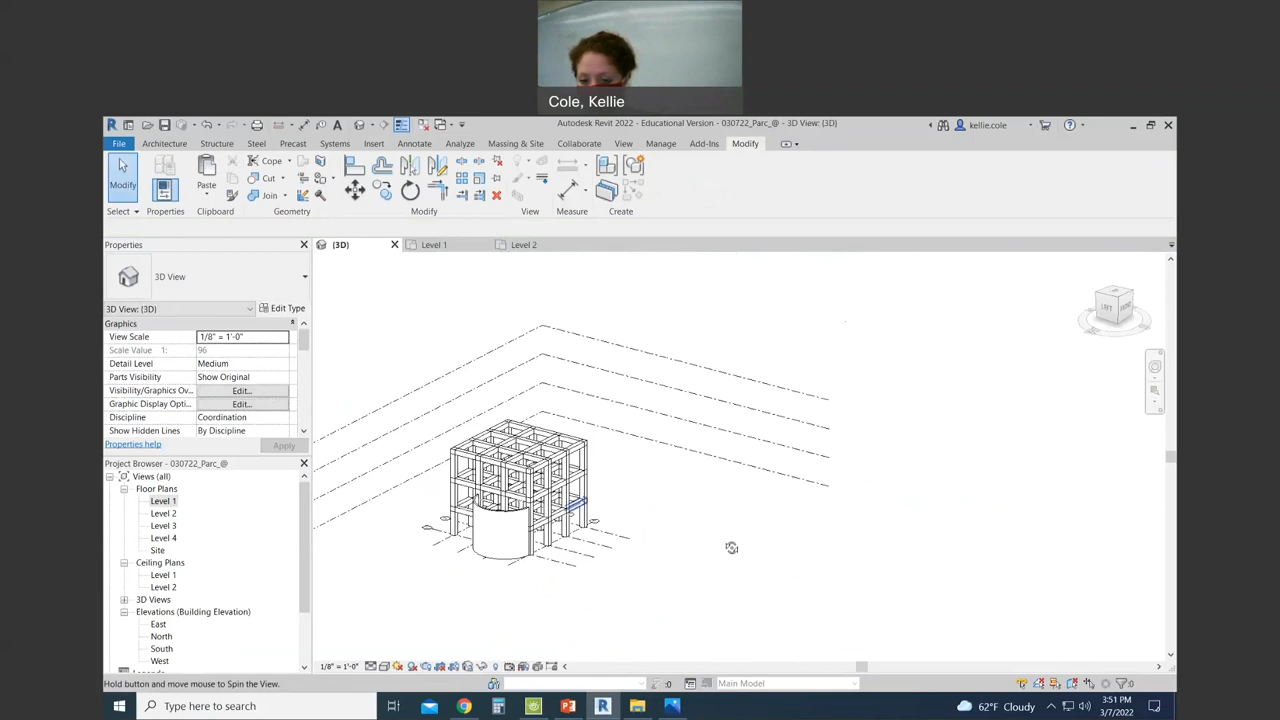 Cole, Kellie
Autodesk Revit 2022 - Educational Version - 030722_Parc_@ - 3D View: {3D}
kellie.cole
File Architecture Structure Steel Precast Systems Insert Annotate Analyze Massing & Site Collaborate View Manage Add-Ins Modify
Cope
Paste
Cut
Modify
Join
Select Properties Clipboard Geometry Modify View Measure Create
Properties
{3D} Level 1 Level 2
3D View
3D View: {3D} Edit Type
Graphics
View Scale 1/8" = 1'-0"
Scale Value 1: 96
Detail Level Medium
Parts Visibility Show Original
Visibility/Graphics Ov... Edit...
Graphic Display Opti... Edit...
Discipline Coordination
Show Hidden Lines By Discipline
Properties help Apply
Project Browser - 030722_Parc_@
Views (all)
Floor Plans
Level 1
Level 2
Level 3
Level 4
Site
Ceiling Plans
Level 1
Level 2
3D Views
Elevations (Building Elevation)
East
North
South
West
1/8" = 1'-0"
Hold button and move mouse to Spin the View.
:0
Main Model
:0
LEFT FRONT
Type here to search
62°F Cloudy
3:51 PM
3/7/2022